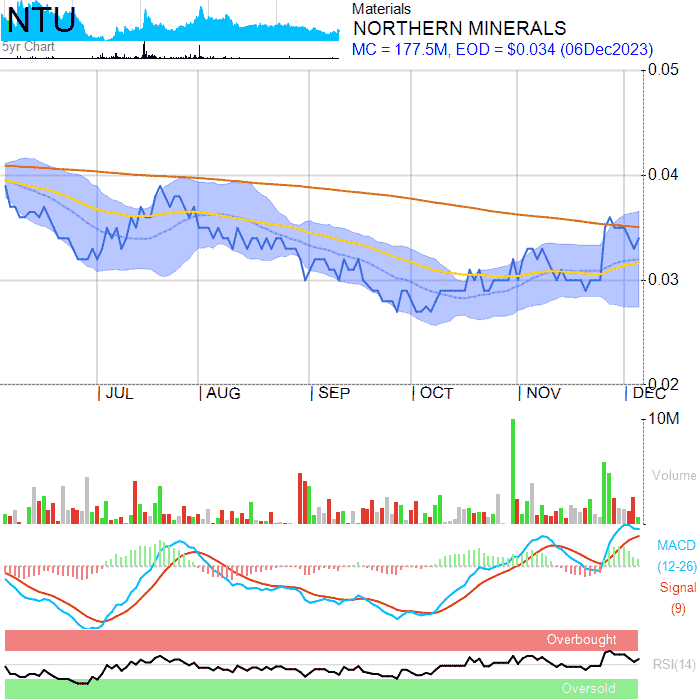 NTU
5yr Chart
Materials
NORTHERN MINERALS
MC = 177.5M, EOD = $0.034 (06Dec2023)
0.05
0.04
0.03
0.02
JUL AUG SEP OCT NOV DEC
10M
Volume
MACD
(12-26)
Signal
(9)
Overbought
RSI(14)
Oversold